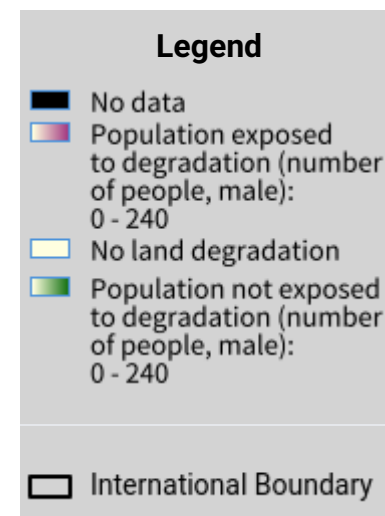 Legend
No data
Population exposed
to degradation (number
of people, male):
0 - 240
No land degradation
Population not exposed
to degradation (number
of people, male):
0 - 240
International Boundary